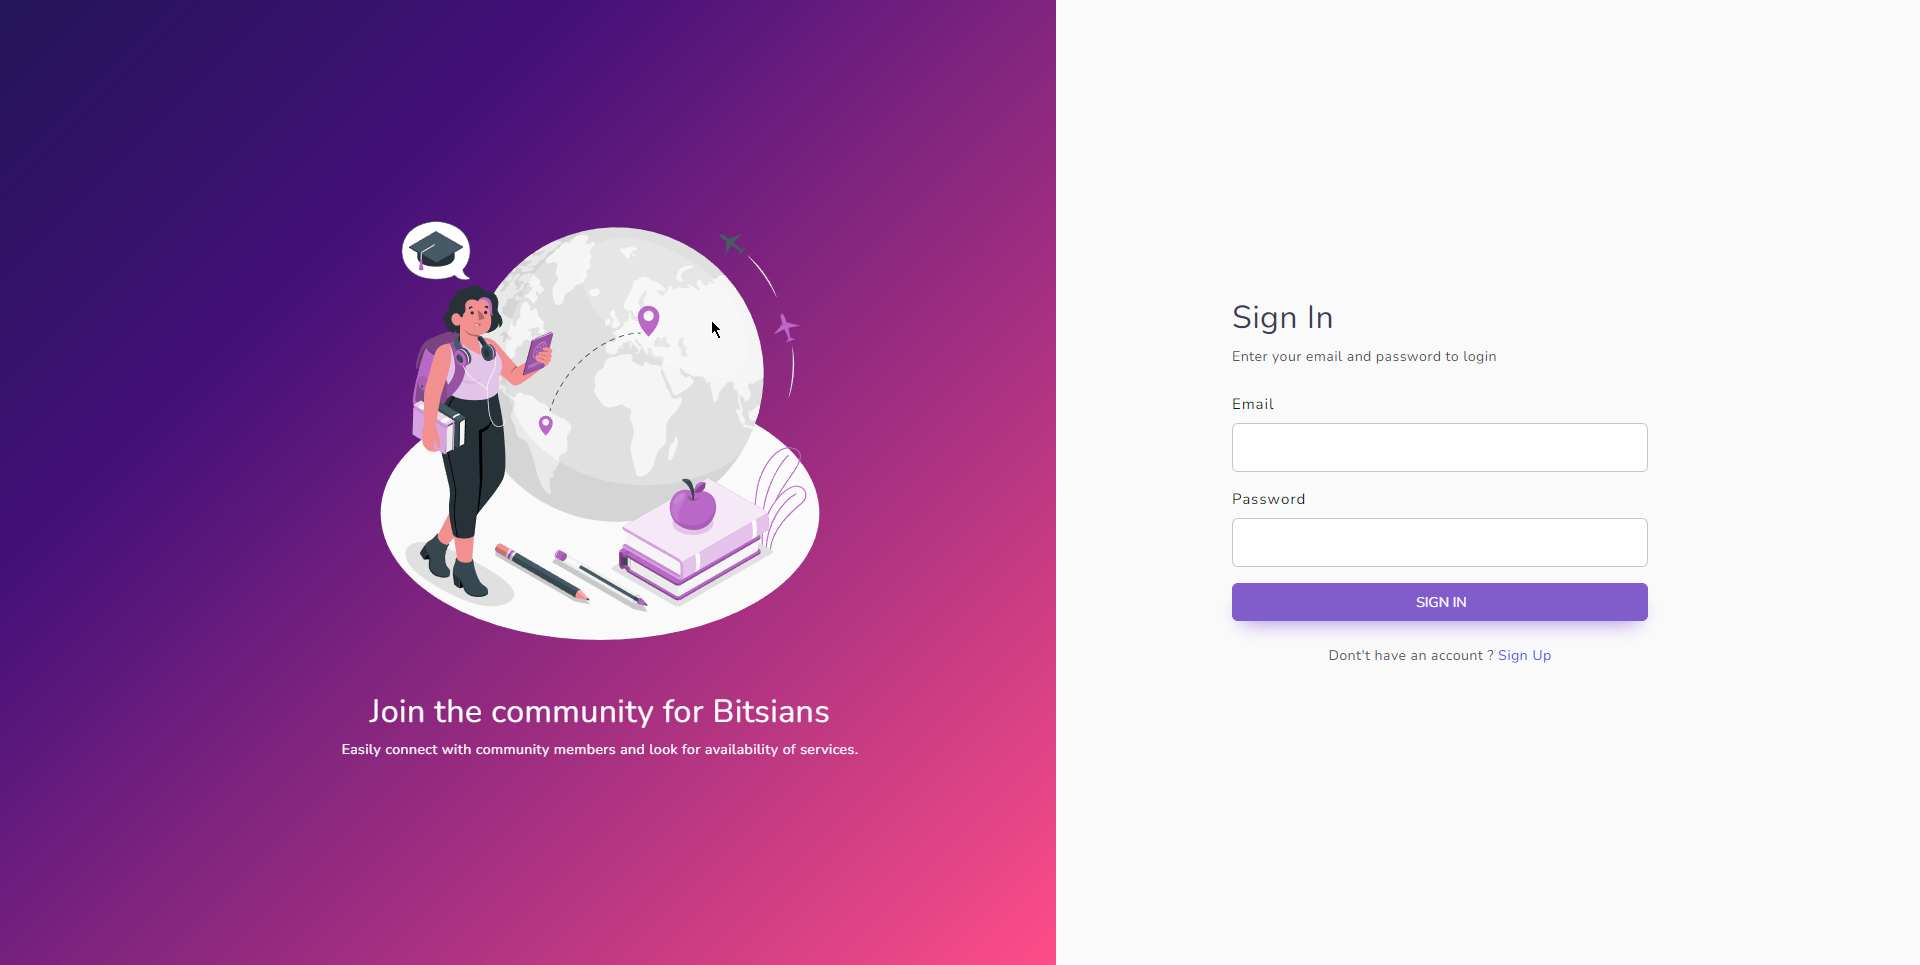 Join the community for Bitsians
Easily connect with community members and look for availability of services.
Sign In
Enter your email and password to login
Email
Password
SIGN IN
Dont't have an account ? Sign Up